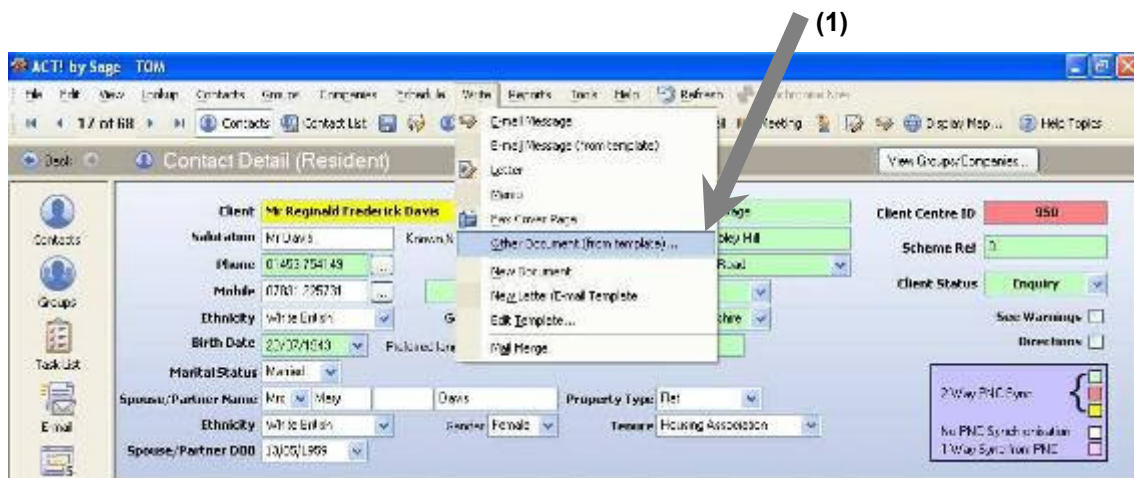 (1)
ACT! by Sage TOM
File Edit View Lookup Contacts Groups Companies Schedule Write Reports Tools Help Refresh
17 of 68 Contacts Contact List Meeting Display Map... Help Topics
Back Contact Detail (Resident) View Groups/Companies...
E-mail Message
E-mail Message (from template)
Letter
Memo
Fax Cover Page
Other Document (from template)...
New Document
New Letter/E-mail Template
Edit Template...
Mail Merge
Contacts
Groups
Task List
E-mail
Client Mr Reginald Frederick Davis Client Centre ID 950
Salutation Mr Davis Known Hill Scheme Ref
Phone 01453 754149 ... Road
Mobile 07831 225731 ... Client Status Enquiry
Ethnicity White British See Warnings
Birth Date Directions
Marital Status Married
Spouse/Partner Name Mrs Mary Davis Property Type Flat
Ethnicity White British Gender Female Tenure Housing Association
Spouse/Partner DOB
2 Way PNC Sync
No PNC Synchronisation
1 Way Sync from PNC